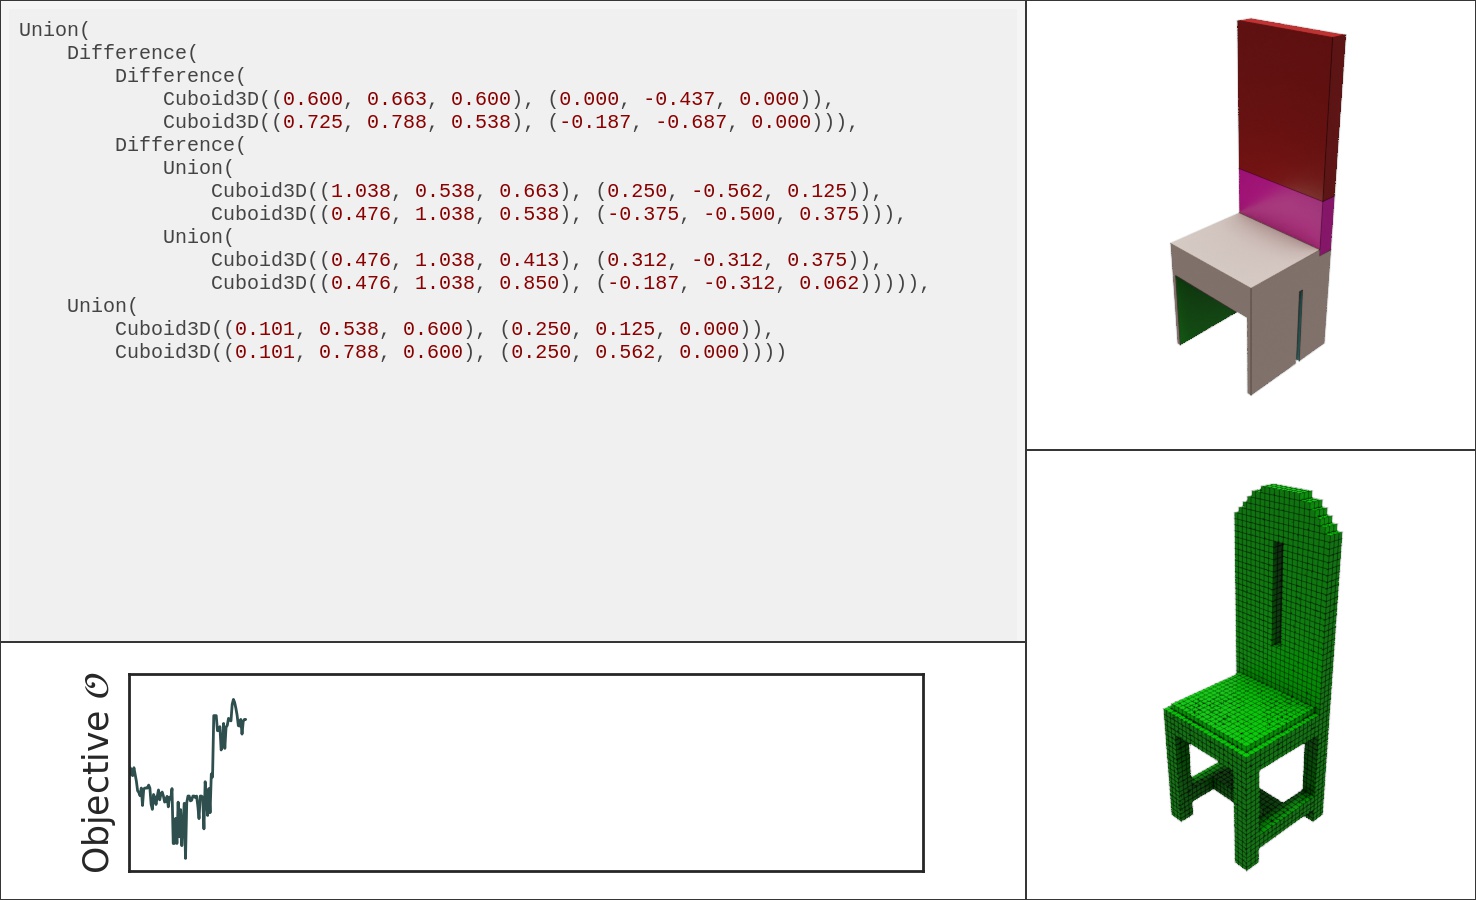 Union(
    Difference(
        Difference(
            Cuboid3D((0.600, 0.663, 0.600), (0.000, -0.437, 0.000)),
            Cuboid3D((0.725, 0.788, 0.538), (-0.187, -0.687, 0.000))),
        Difference(
            Union(
                Cuboid3D((1.038, 0.538, 0.663), (0.250, -0.562, 0.125)),
                Cuboid3D((0.476, 1.038, 0.538), (-0.375, -0.500, 0.375))),
            Union(
                Cuboid3D((0.476, 1.038, 0.413), (0.312, -0.312, 0.375)),
                Cuboid3D((0.476, 1.038, 0.850), (-0.187, -0.312, 0.062))))),
    Union(
        Cuboid3D((0.101, 0.538, 0.600), (0.250, 0.125, 0.000)),
        Cuboid3D((0.101, 0.788, 0.600), (0.250, 0.562, 0.000))))
Objective 𝒪